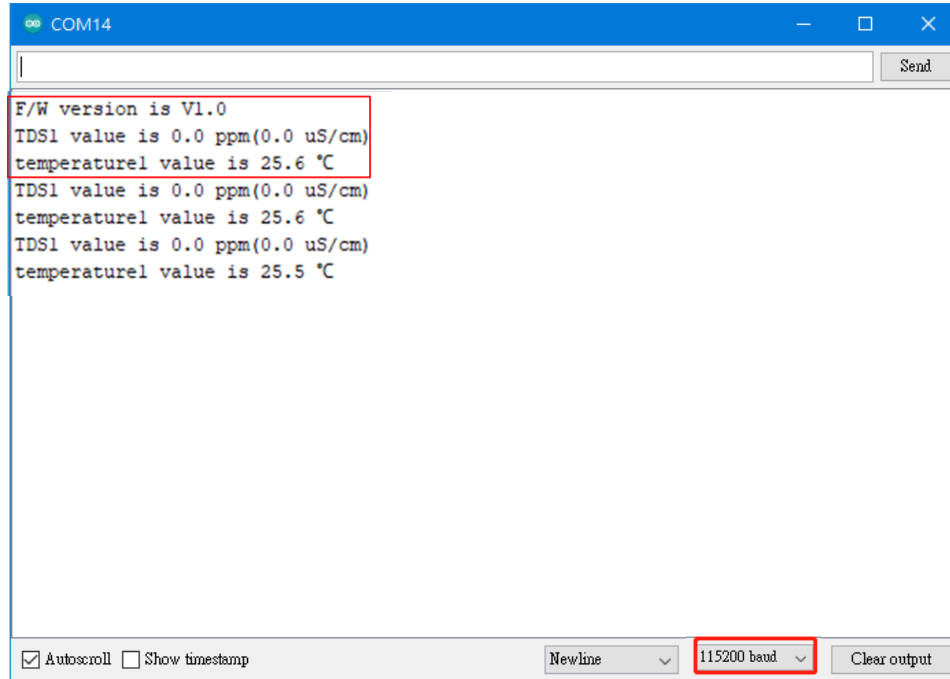 COM14
Send
F/W version is V1.0
TDS1 value is 0.0 ppm(0.0 uS/cm)
temperature1 value is 25.6 ℃
TDS1 value is 0.0 ppm(0.0 uS/cm)
temperature1 value is 25.6 ℃
TDS1 value is 0.0 ppm(0.0 uS/cm)
temperature1 value is 25.5 ℃
Autoscroll Show timestamp Newline 115200 baud Clear output